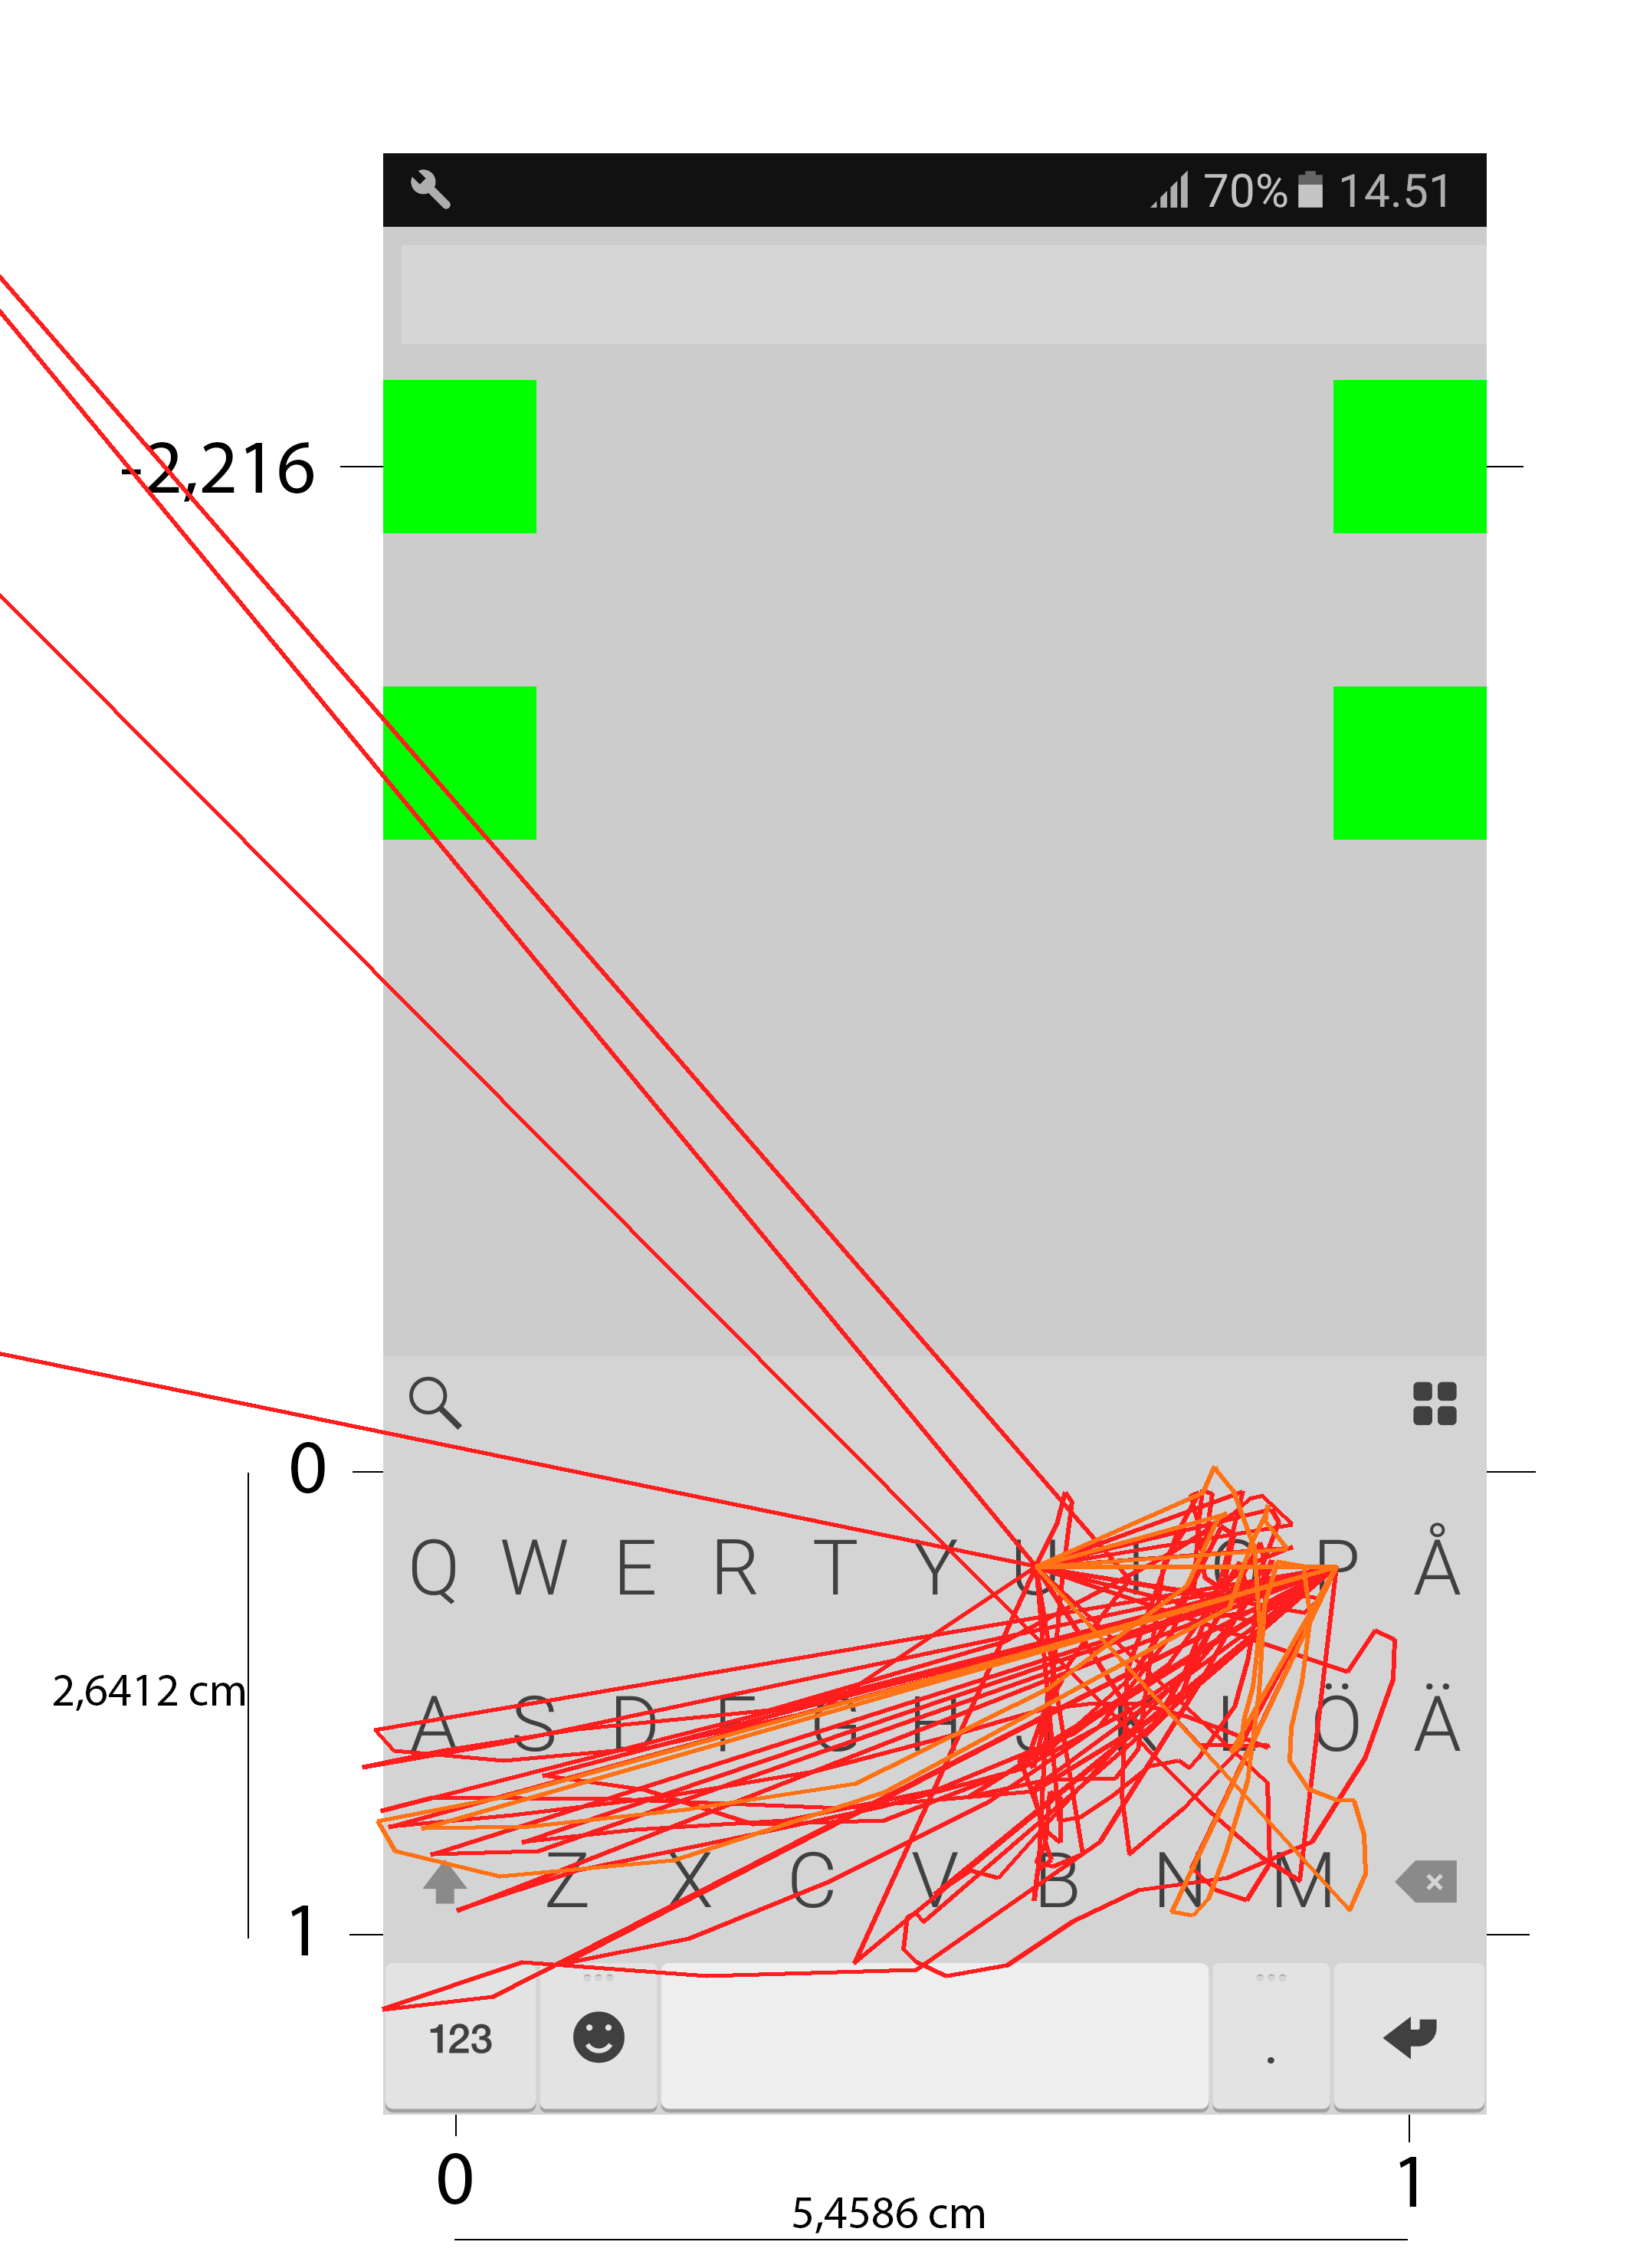 70% 14.51
-2,216
0
Q W E R T Y U I O P Å
2,6412 cm
A S D F G H J K L Ö Ä
Z X C V B N M
1
123 .
0 1
5,4586 cm